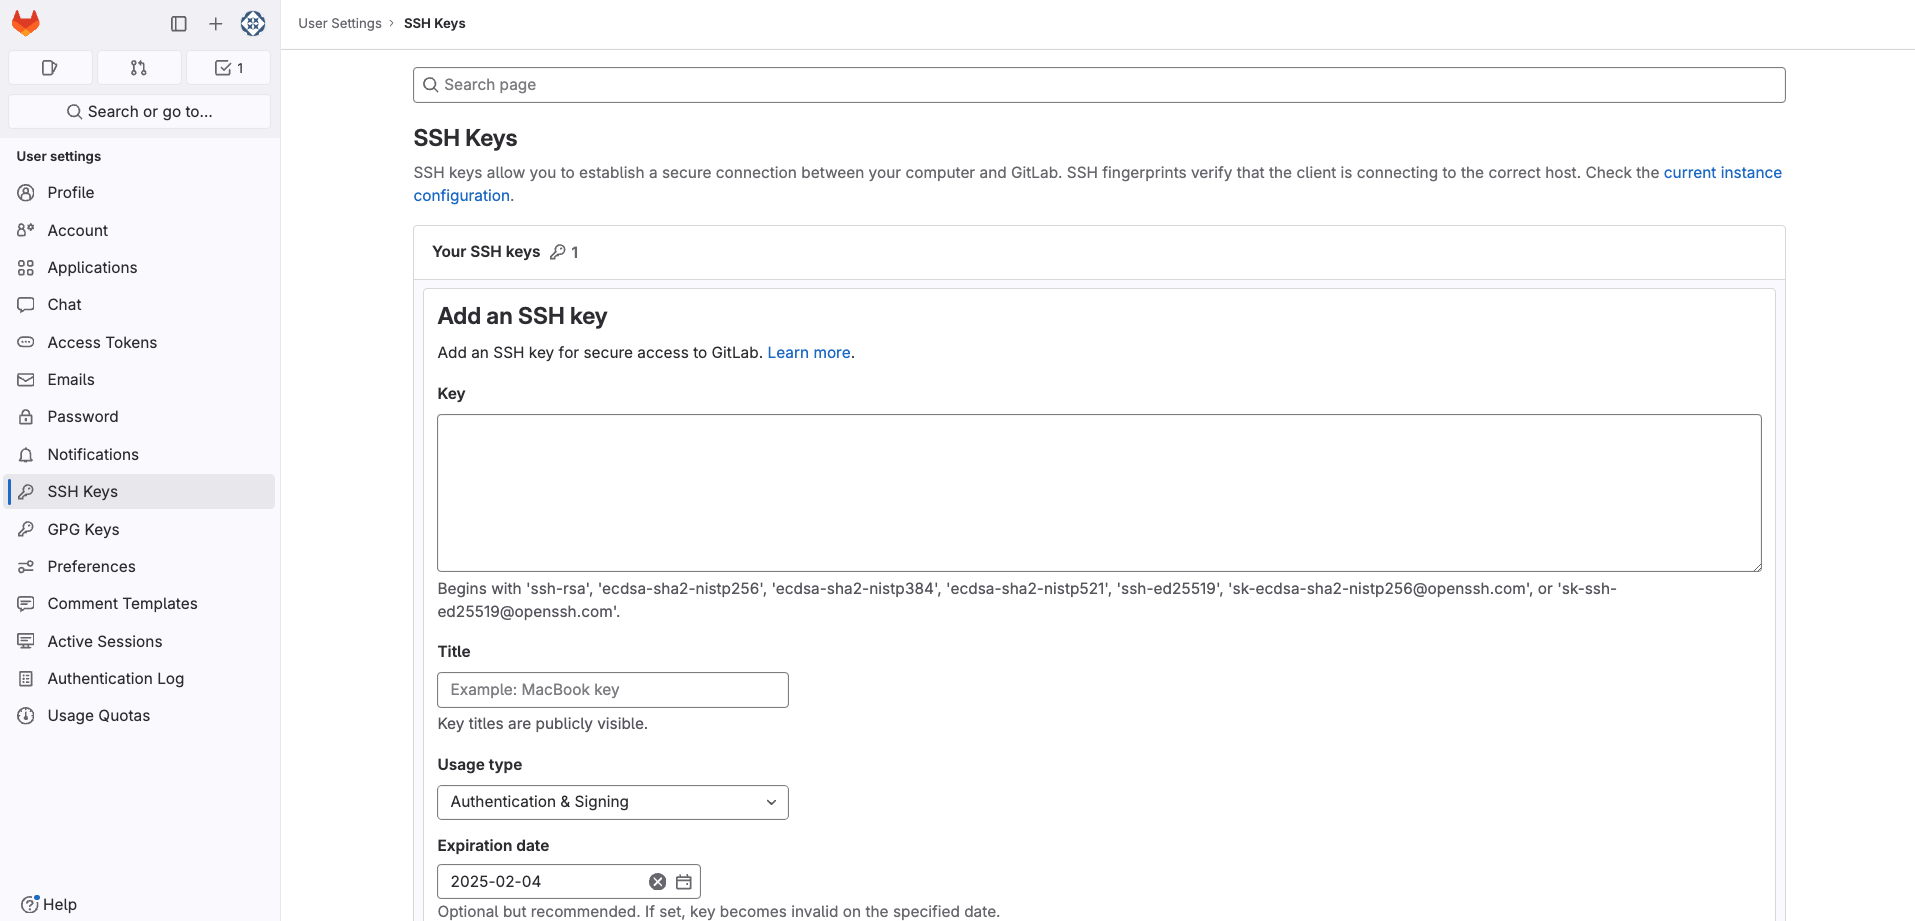 User Settings › SSH Keys
1
Search or go to...
User settings
Profile
Account
Applications
Chat
Access Tokens
Emails
Password
Notifications
SSH Keys
GPG Keys
Preferences
Comment Templates
Active Sessions
Authentication Log
Usage Quotas
Help
Search page
SSH Keys
SSH keys allow you to establish a secure connection between your computer and GitLab. SSH fingerprints verify that the client is connecting to the correct host. Check the current instance
configuration.
Your SSH keys 1
Add an SSH key
Add an SSH key for secure access to GitLab. Learn more.
Key
Begins with 'ssh-rsa', 'ecdsa-sha2-nistp256', 'ecdsa-sha2-nistp384', 'ecdsa-sha2-nistp521', 'ssh-ed25519', 'sk-ecdsa-sha2-nistp256@openssh.com', or 'sk-ssh-
ed25519@openssh.com'.
Title
Example: MacBook key
Key titles are publicly visible.
Usage type
Authentication & Signing
Expiration date
2025-02-04
Optional but recommended. If set, key becomes invalid on the specified date.